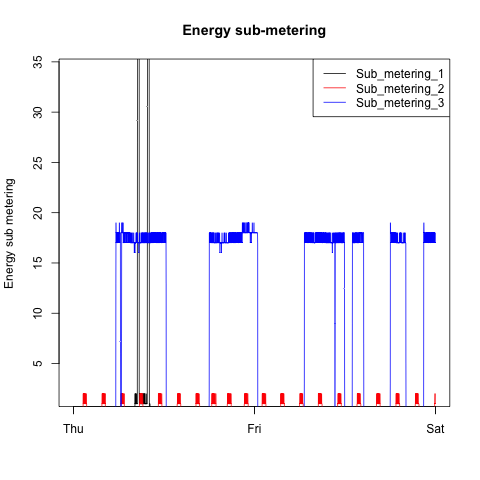 Energy sub-metering
Sub_metering_1
Sub_metering_2
Sub_metering_3
Energy sub metering
35
30
25
20
15
10
5
Thu Fri Sat